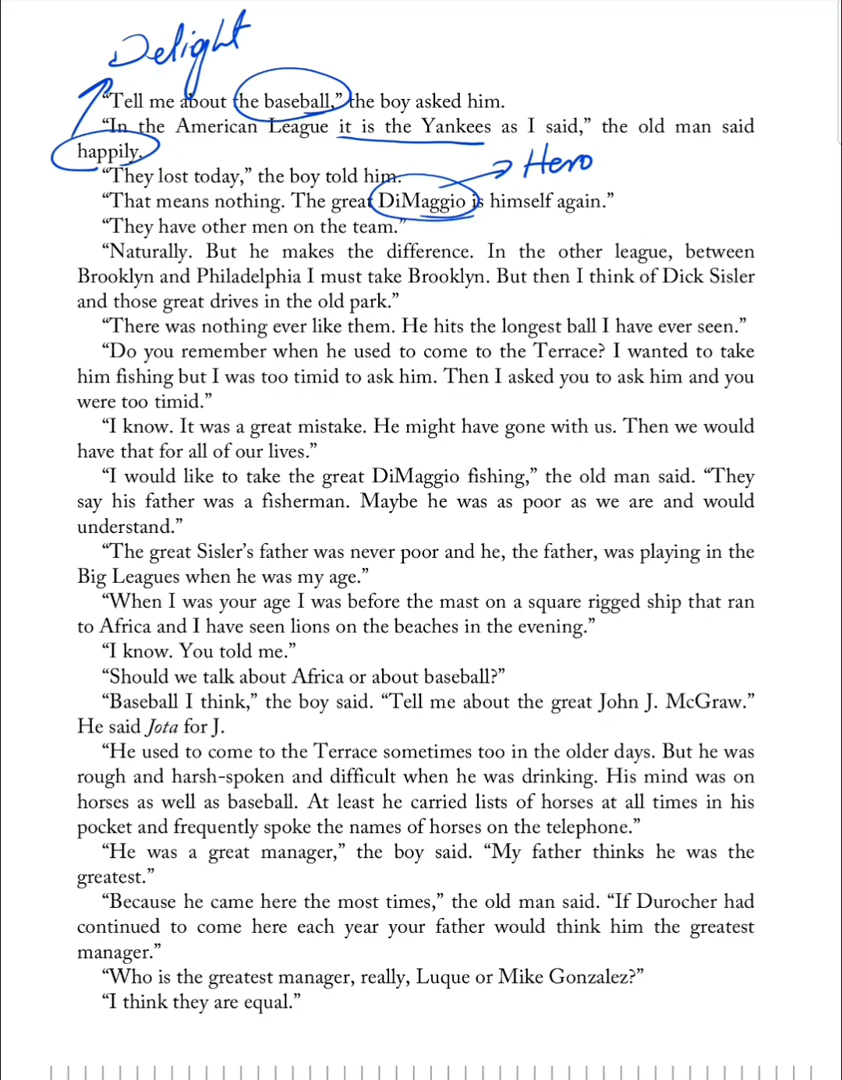 Delight
“Tell me about the baseball,” the boy asked him.
“In the American League it is the Yankees as I said,” the old man said
happily.
Hero
“They lost today,” the boy told him.
“That means nothing. The great DiMaggio is himself again.”
“They have other men on the team.”
“Naturally. But he makes the difference. In the other league, between
Brooklyn and Philadelphia I must take Brooklyn. But then I think of Dick Sisler
and those great drives in the old park.”
“There was nothing ever like them. He hits the longest ball I have ever seen.”
“Do you remember when he used to come to the Terrace? I wanted to take
him fishing but I was too timid to ask him. Then I asked you to ask him and you
were too timid.”
“I know. It was a great mistake. He might have gone with us. Then we would
have that for all of our lives.”
“I would like to take the great DiMaggio fishing,” the old man said. “They
say his father was a fisherman. Maybe he was as poor as we are and would
understand.”
“The great Sisler’s father was never poor and he, the father, was playing in the
Big Leagues when he was my age.”
“When I was your age I was before the mast on a square rigged ship that ran
to Africa and I have seen lions on the beaches in the evening.”
“I know. You told me.”
“Should we talk about Africa or about baseball?”
“Baseball I think,” the boy said. “Tell me about the great John J. McGraw.”
He said Jota for J.
“He used to come to the Terrace sometimes too in the older days. But he was
rough and harsh-spoken and difficult when he was drinking. His mind was on
horses as well as baseball. At least he carried lists of horses at all times in his
pocket and frequently spoke the names of horses on the telephone.”
“He was a great manager,” the boy said. “My father thinks he was the
greatest.”
“Because he came here the most times,” the old man said. “If Durocher had
continued to come here each year your father would think him the greatest
manager.”
“Who is the greatest manager, really, Luque or Mike Gonzalez?”
“I think they are equal.”